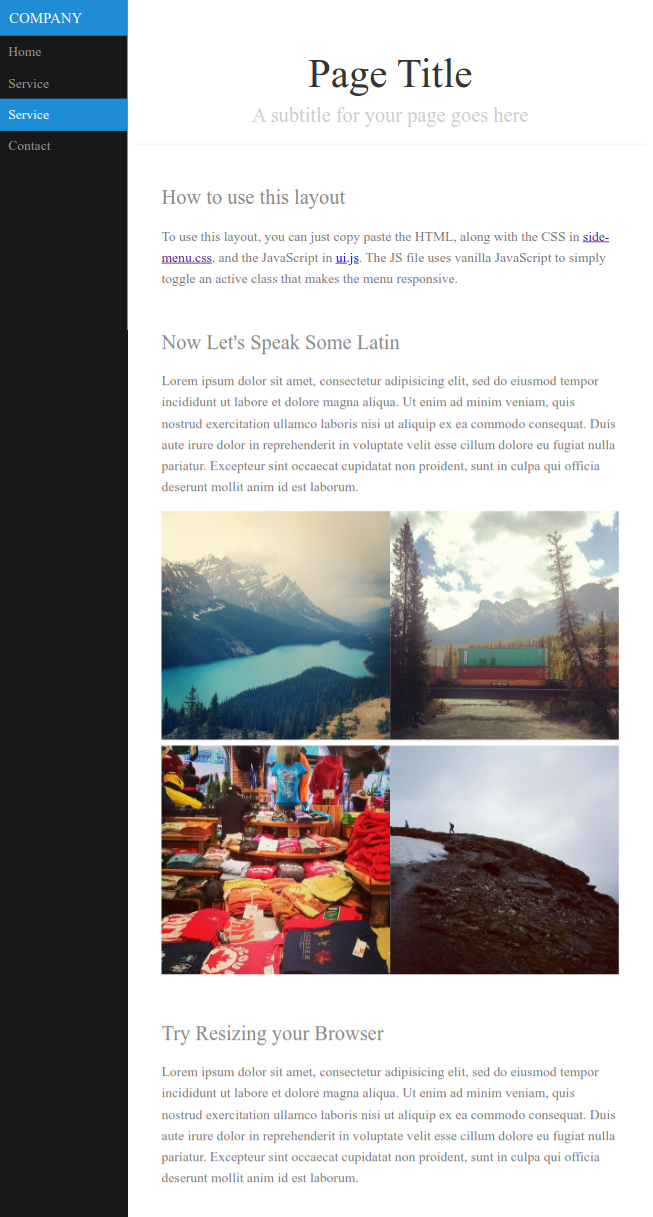 COMPANY
Home
Service
Service
Contact
Page Title
A subtitle for your page goes here
How to use this layout
To use this layout, you can just copy paste the HTML, along with the CSS in side-
menu.css, and the JavaScript in ui.js. The JS file uses vanilla JavaScript to simply
toggle an active class that makes the menu responsive.
Now Let's Speak Some Latin
Lorem ipsum dolor sit amet, consectetur adipisicing elit, sed do eiusmod tempor
incididunt ut labore et dolore magna aliqua. Ut enim ad minim veniam, quis
nostrud exercitation ullamco laboris nisi ut aliquip ex ea commodo consequat. Duis
aute irure dolor in reprehenderit in voluptate velit esse cillum dolore eu fugiat nulla
pariatur. Excepteur sint occaecat cupidatat non proident, sunt in culpa qui officia
deserunt mollit anim id est laborum.
Try Resizing your Browser
Lorem ipsum dolor sit amet, consectetur adipisicing elit, sed do eiusmod tempor
incididunt ut labore et dolore magna aliqua. Ut enim ad minim veniam, quis
nostrud exercitation ullamco laboris nisi ut aliquip ex ea commodo consequat. Duis
aute irure dolor in reprehenderit in voluptate velit esse cillum dolore eu fugiat nulla
pariatur. Excepteur sint occaecat cupidatat non proident, sunt in culpa qui officia
deserunt mollit anim id est laborum.